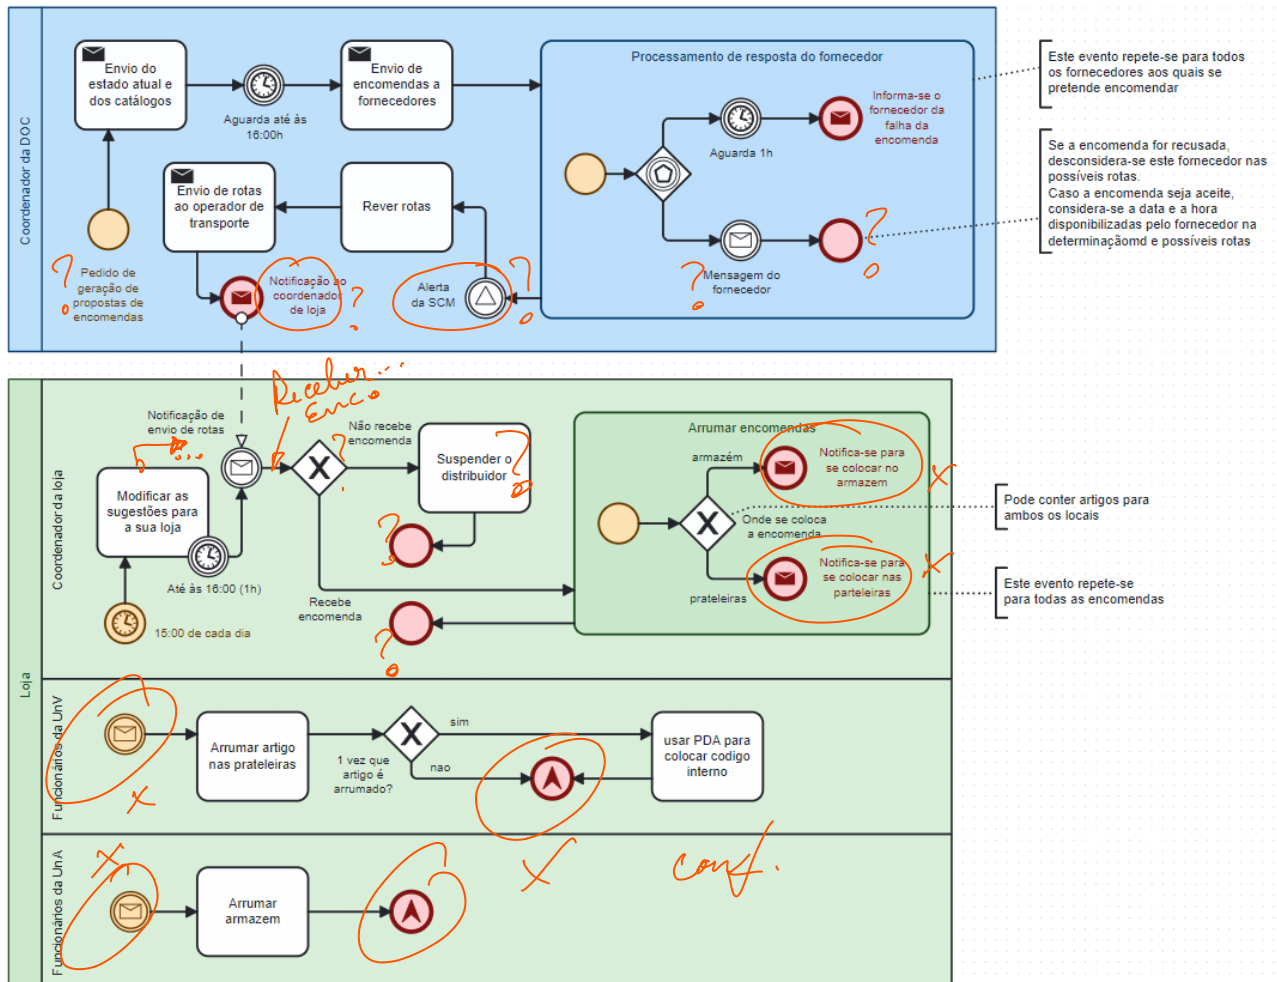 Coordenador da DOC
Envio do
estado atual e
dos catálogos
Aguarda até às
16:00h
Envio de
encomendas a
fornecedores
Processamento de resposta do fornecedor
Aguarda 1h
Informa-se o
fornecedor da
falha da
encomenda
Mensagem do
fornecedor
?
?
Este evento repete-se para todos
os fornecedores aos quais se
pretende encomendar
Se a encomenda for recusada,
desconsidera-se este fornecedor nas
possíveis rotas.
Caso a encomenda seja aceite,
considera-se a data e a hora
disponibilizadas pelo fornecedor na
determinaçãomd e possíveis rotas
Envio de rotas
ao operador de
transporte
Rever rotas
Pedido de
geração de
propostas de
encomendas
?
Notificação ao
coordenador
de loja
?
Alerta
da SCM
?
Loja
Coordenador da loja
Notificação de
envio de rotas
Receber...
Modificar as
sugestões para
a sua loja
Até às 16:00 (1h)
15:00 de cada dia
X
?
Não recebe
encomenda
Suspender o
distribuidor
?
?
Recebe
encomenda
?
Arrumar encomendas
armazém
Notifica-se para
se colocar no
armazem
X
X
Onde se coloca
a encomenda
prateleiras
Notifica-se para
se colocar nas
parteleiras
X
Pode conter artigos para
ambos os locais
Este evento repete-se
para todas as encomendas
Funcionários da UnV
X
Arrumar artigo
nas prateleiras
X
1 vez que
artigo é
arrumado?
sim
nao
X
usar PDA para
colocar codigo
interno
conf.
Funcionários da UnA
X
Arrumar
armazem